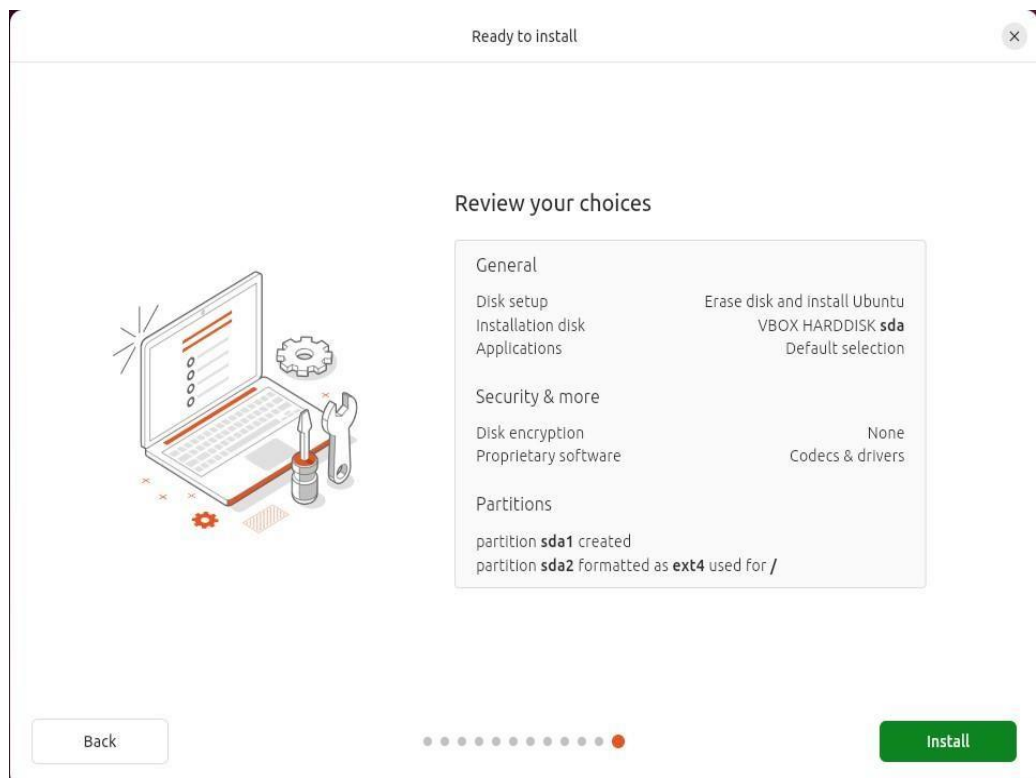 Ready to install
Review your choices
General
Disk setup Erase disk and install Ubuntu
Installation disk VBOX HARDDISK sda
Applications Default selection
Security & more
Disk encryption None
Proprietary software Codecs & drivers
Partitions
partition sda1 created
partition sda2 formatted as ext4 used for /
Back
Install